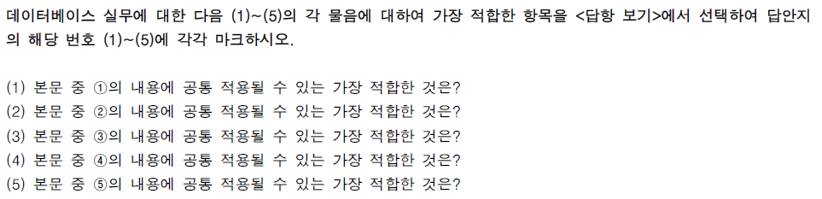 데이터베이스 실무에 대한 다음 (1)~(5)의 각 물음에 대하여 가장 적합한 항목을 <답항 보기>에서 선택하여 답안지
의 해당 번호 (1)~(5)에 각각 마크하시오.
(1) 본문 중 ①의 내용에 공통 적용될 수 있는 가장 적합한 것은?
(2) 본문 중 ②의 내용에 공통 적용될 수 있는 가장 적합한 것은?
(3) 본문 중 ③의 내용에 공통 적용될 수 있는 가장 적합한 것은?
(4) 본문 중 ④의 내용에 공통 적용될 수 있는 가장 적합한 것은?
(5) 본문 중 ⑤의 내용에 공통 적용될 수 있는 가장 적합한 것은?